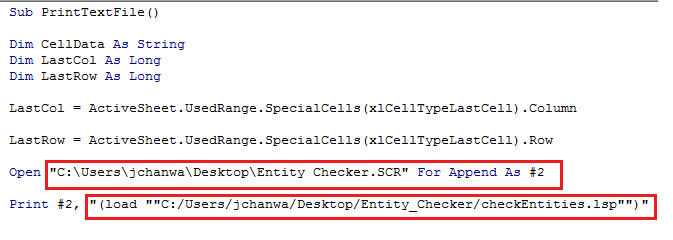 Sub PrintTextFile()
Dim CellData As String
Dim LastCol As Long
Dim LastRow As Long
LastCol = ActiveSheet.UsedRange.SpecialCells(xlCellTypeLastCell).Column
LastRow = ActiveSheet.UsedRange.SpecialCells(xlCellTypeLastCell).Row
Open "C:\Users\jchanwa\Desktop\Entity Checker.SCR" For Append As #2
Print #2, "(load ""C:/Users/jchanwa/Desktop/Entity_Checker/checkEntities.lsp"")"